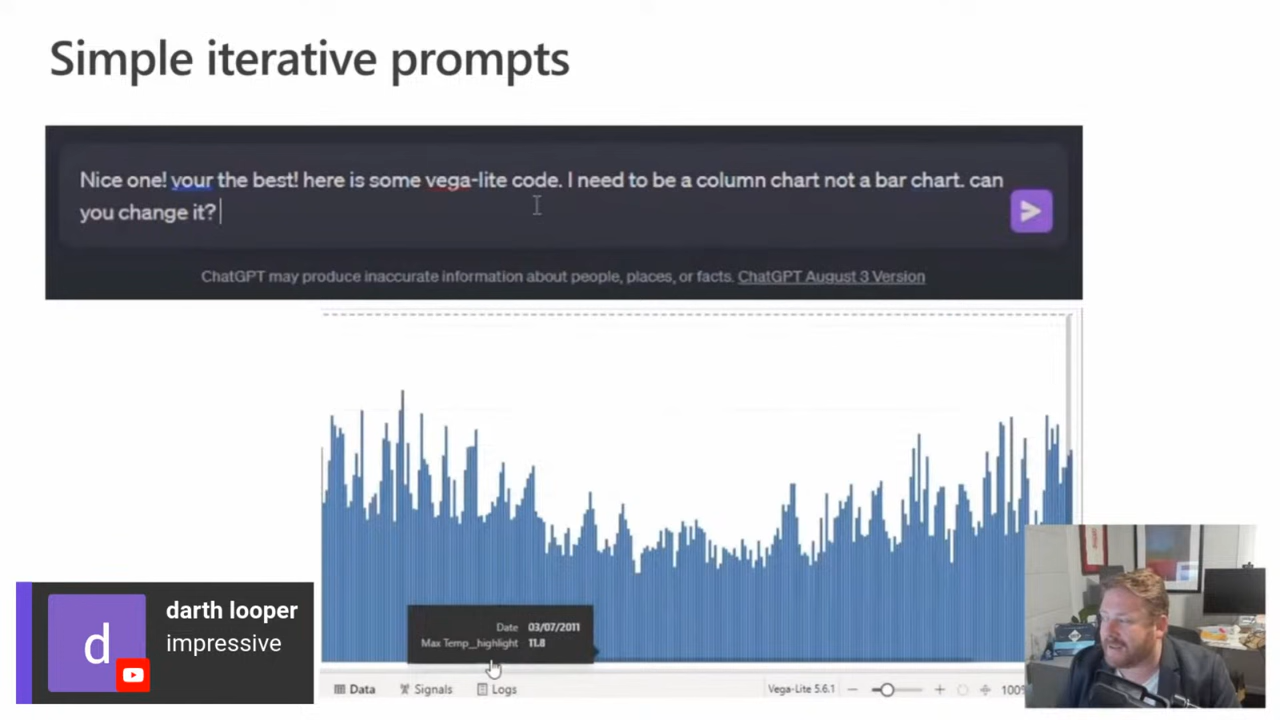 Simple iterative prompts
Nice one! your the best! here is some vega-lite code. I need to be a column chart not a bar chart. can
you change it?
ChatGPT may produce inaccurate information about people, places, or facts. ChatGPT August 3 Version
Date 03/07/2011
Max Temp_highlight 11.8
Data Signals Logs Vega-Lite 5.6.1 100%
d
darth looper
impressive